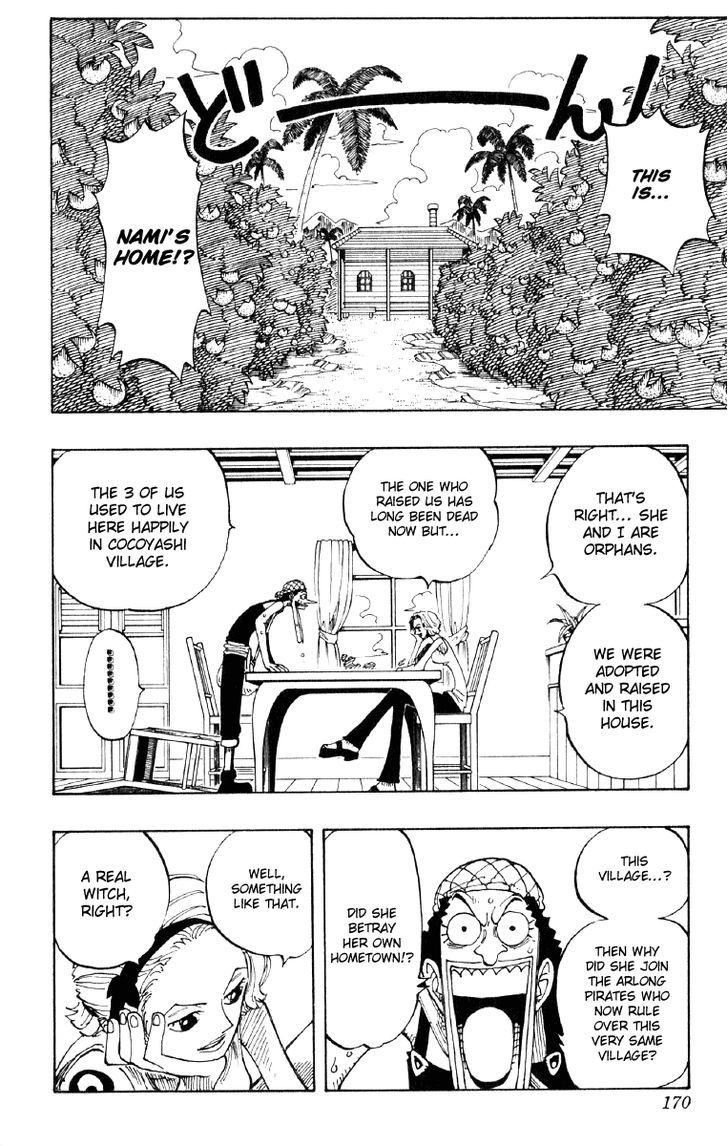 どーん
THIS
IS...
NAMI'S
HOME!?
THAT'S
RIGHT... SHE
AND I ARE
ORPHANS.
WE WERE
ADOPTED
AND RAISED
IN THIS
HOUSE.
THE ONE WHO
RAISED US HAS
LONG BEEN DEAD
NOW BUT...
THE 3 OF US
USED TO LIVE
HERE HAPPILY
IN COCOYASHI
VILLAGE.
!!!!!!!!
THIS
VILLAGE...?
THEN WHY
DID SHE JOIN
THE ARLONG
PIRATES WHO
NOW RULE
OVER THIS
VERY SAME
VILLAGE?
DID SHE
BETRAY
HER OWN
HOMETOWN!?
WELL,
SOMETHING
LIKE THAT.
A REAL
WITCH,
RIGHT?
170